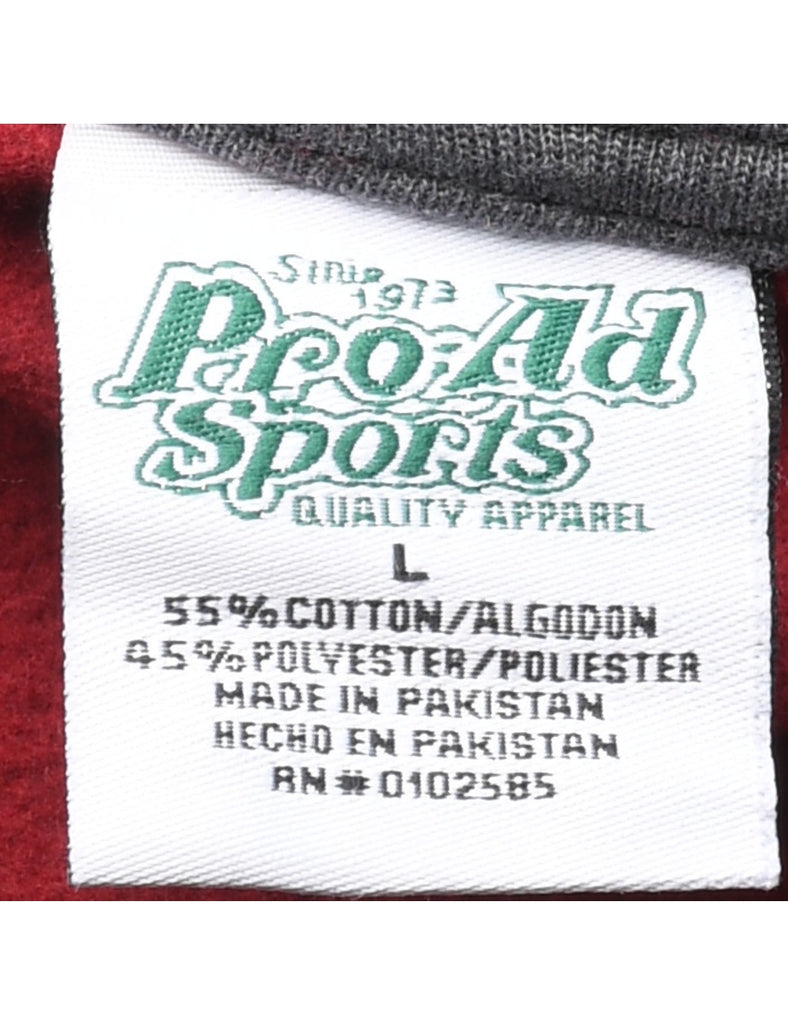 Since
1973
Pro Ad
Sports
QUALITY APPAREL
L
55% COTTON/ALGODON
45% POLYESTER/POLIESTER
MADE IN PAKISTAN
HECHO EN PAKISTAN
RN # 0102585